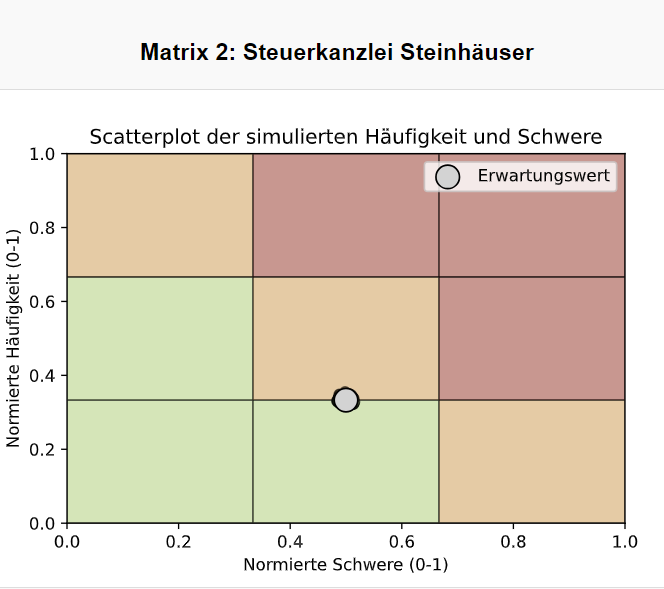 Matrix 2: Steuerkanzlei Steinhäuser
Scatterplot der simulierten Häufigkeit und Schwere
Erwartungswert
Normierte Häufigkeit (0-1)
1.0
0.8
0.6
0.4
0.2
0.0
0.0 0.2 0.4 0.6 0.8 1.0
Normierte Schwere (0-1)